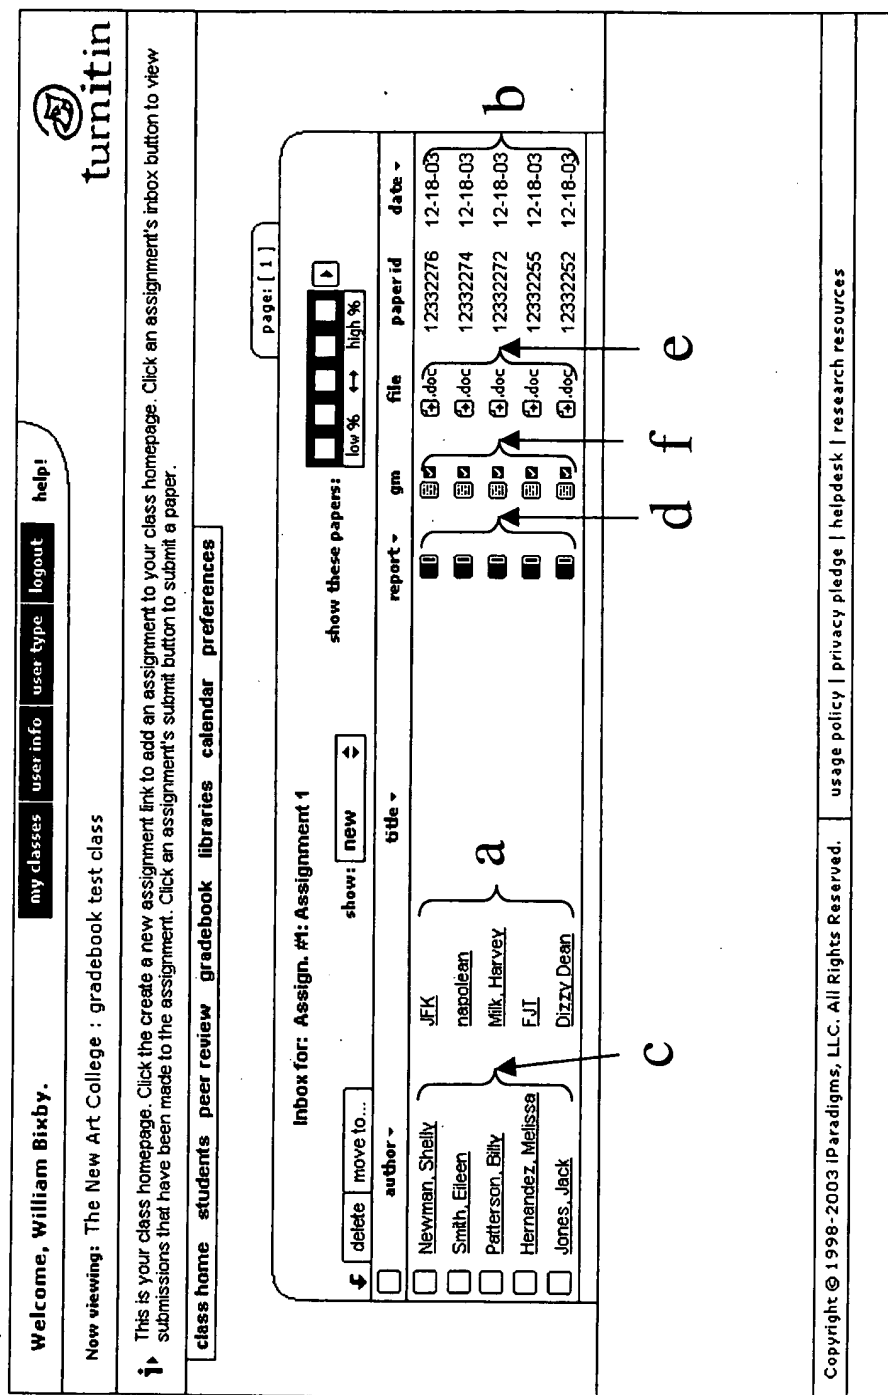 Welcome, William Bixby.
my classes user info user type logout help!
turnitin
Now viewing: The New Art College : gradebook test class
This is your class homepage. Click the create a new assignment link to add an assignment to your class homepage. Click an assignment's inbox button to view
submissions that have been made to the assignment. Click an assignment's submit button to submit a paper.
class home students peer review gradebook libraries calendar preferences
page: [ 1 ]
Inbox for: Assign. #1: Assignment 1
delete move to...
show: new
show these papers:
low % ↔ high %
author title report gm file paper id date
Newman, Shelly JFK .doc 12332276 12-18-03
Smith, Eileen napolean .doc 12332274 12-18-03
Patterson, Billy Milk, Harvey .doc 12332272 12-18-03
Hernandez, Melissa FJT .doc 12332255 12-18-03
Jones, Jack Dizzy Dean .doc 12332252 12-18-03
c a d f e b
Copyright © 1998-2003 iParadigms, LLC. All Rights Reserved.
usage policy | privacy pledge | helpdesk | research resources